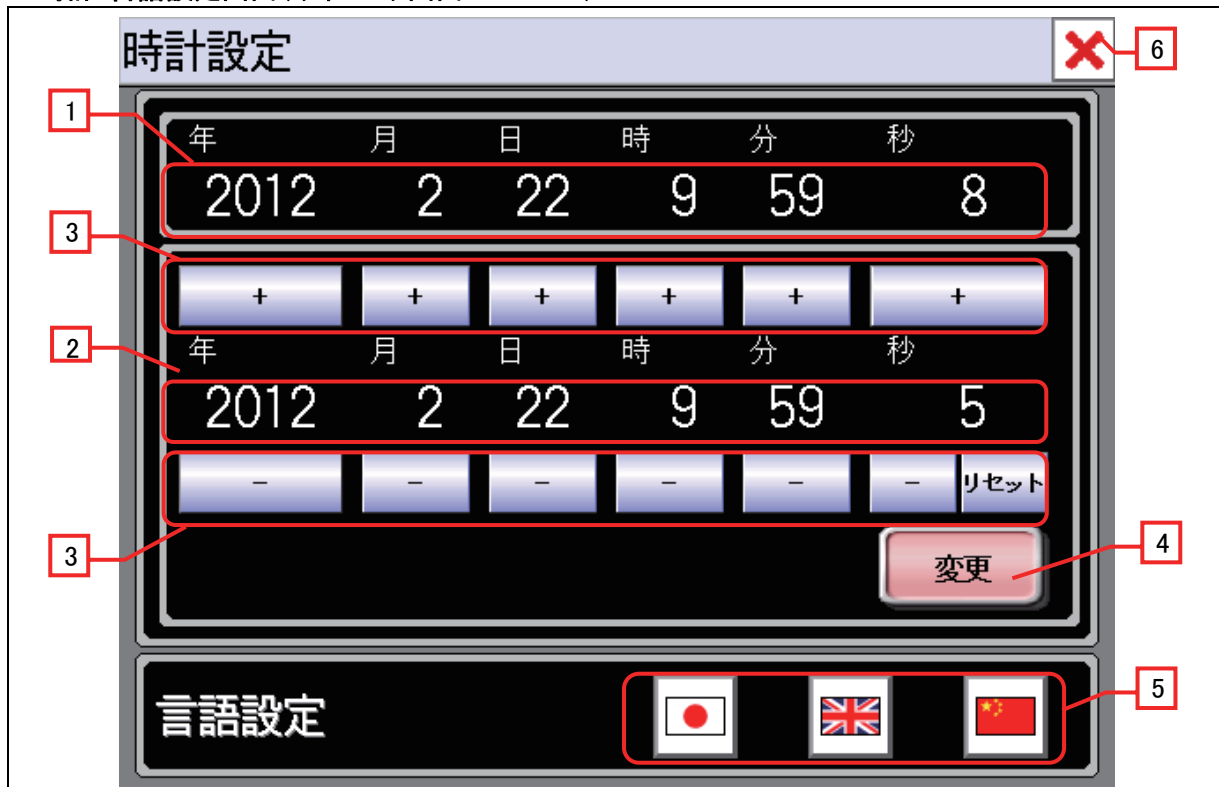 時計設定
6
1
年 月 日 時 分 秒
2012 2 22 9 59 8
3
+ + + + + +
2
年 月 日 時 分 秒
2012 2 22 9 59 5
- - - - - - リセット
3
変更
4
言語設定
5